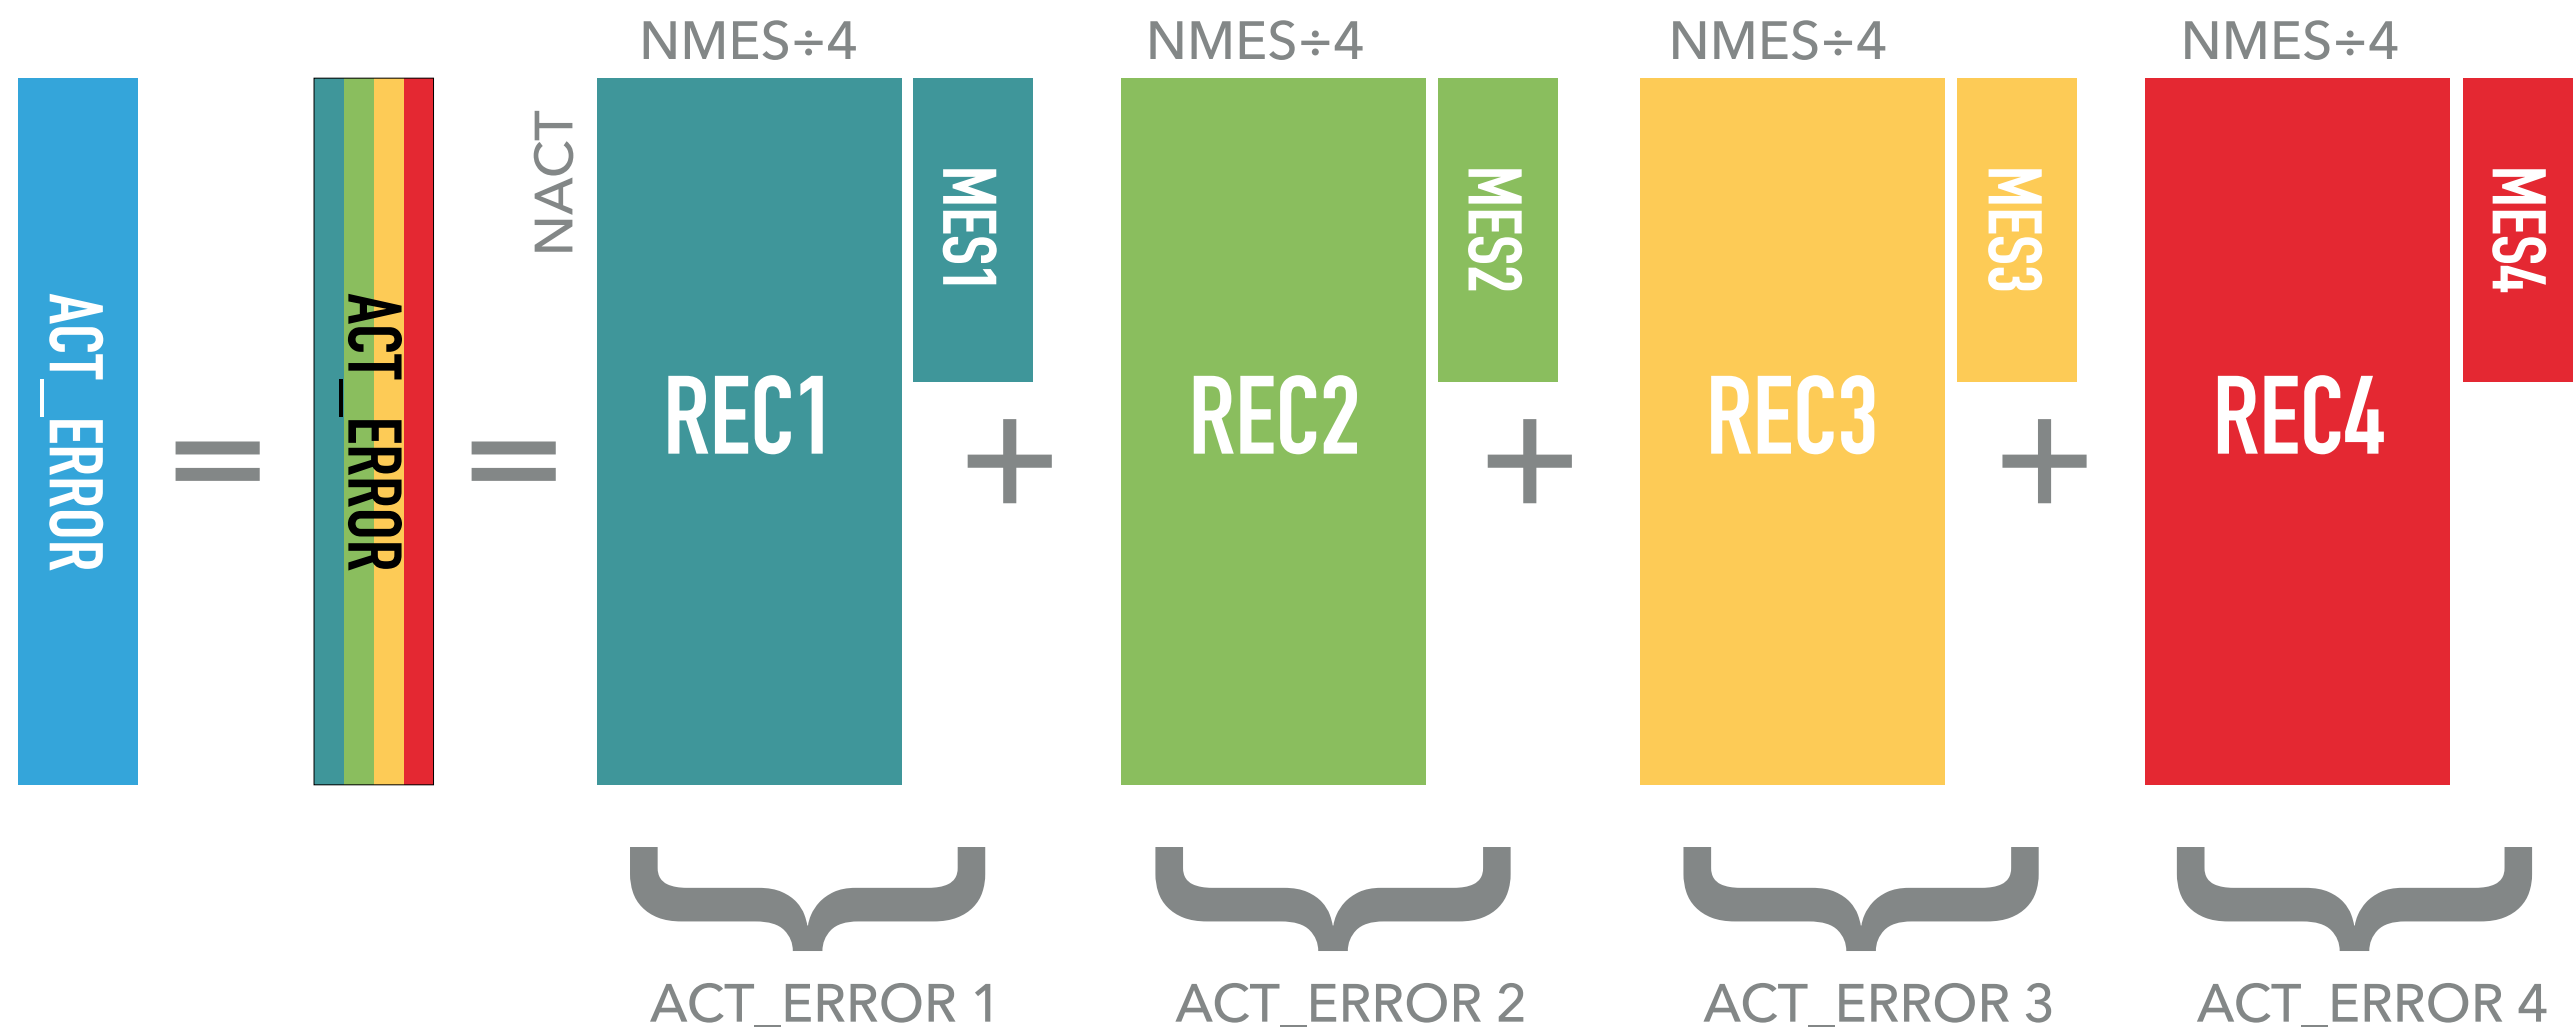 NMES÷4 NMES÷4 NMES÷4 NMES÷4
ACT_ERROR
=
ACT_ERROR
=
NACT
REC1
MES1
+
REC2
MES2
+
REC3
MES3
+
REC4
MES4
ACT_ERROR 1 ACT_ERROR 2 ACT_ERROR 3 ACT_ERROR 4